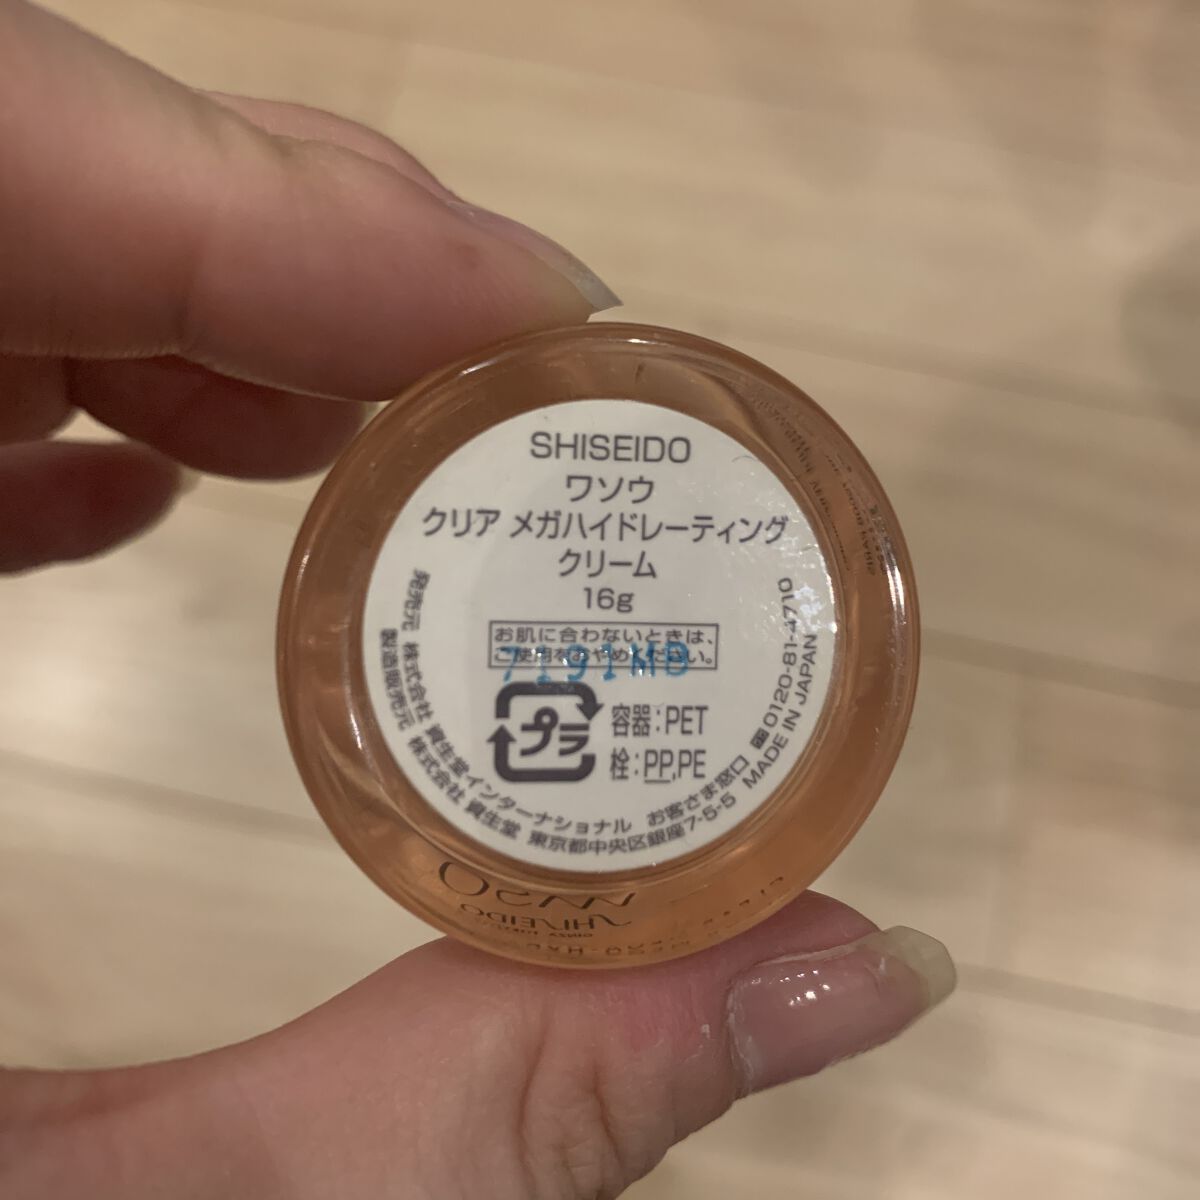 SHISEIDO
ワソウ
クリア メガハイドレーティング
クリーム
16g
お肌に合わないときは、
ご使用をおやめください。
7191MB
プラ
容器:PET
栓:PP,PE
発売元 株式会社 資生堂インターナショナル お客さま窓口 0120-81-4710
製造販売元 株式会社 資生堂 東京都中央区銀座7-5-5 MADE IN JAPAN
WASO
SHISEIDO